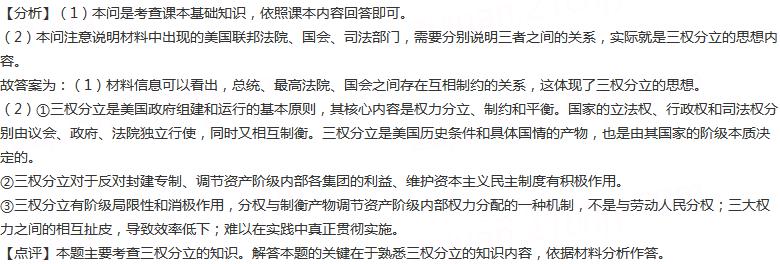 【分析】（1）本问是考查课本基础知识，依照课本内容回答即可。
（2）本问注意说明材料中出现的美国联邦法院、国会、司法部门，需要分别说明三者之间的关系，实际就是三权分立的思想内
容。
故答案为：（1）材料信息可以看出，总统、最高法院、国会之间存在互相制约的关系，这体现了三权分立的思想。
（2）①三权分立是美国政府组建和运行的基本原则，其核心内容是权力分立、制约和平衡。国家的立法权、行政权和司法权分
别由议会、政府、法院独立行使，同时又相互制衡。三权分立是美国历史条件和具体国情的产物，也是由其国家的阶级本质决
定的。
②三权分立对于反对封建专制、调节资产阶级内部各集团的利益、维护资本主义民主制度有积极作用。
③三权分立有阶级局限性和消极作用，分权与制衡产物调节资产阶级内部权力分配的一种机制，不是与劳动人民分权；三大权
力之间的相互扯皮，导致效率低下；难以在实践中真正贯彻实施。
【点评】本题主要考查三权分立的知识。解答本题的关键在于熟悉三权分立的知识内容，依据材料分析作答。